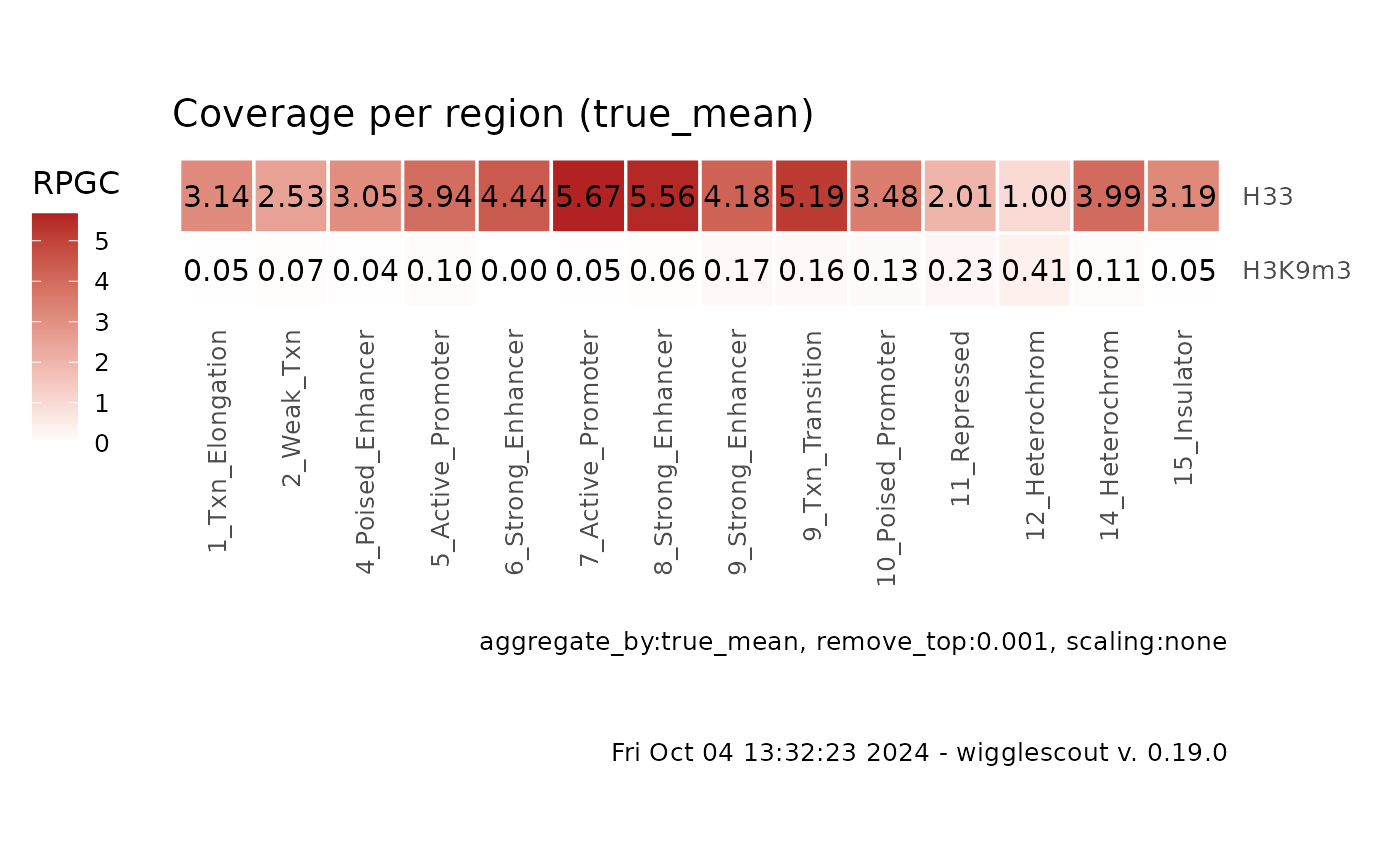 Coverage per region (true_mean)
RPGC
5
4
3
2
1
0
3.14 2.53 3.05 3.94 4.44 5.67 5.56 4.18 5.19 3.48 2.01 1.00 3.99 3.19 H33
0.05 0.07 0.04 0.10 0.00 0.05 0.06 0.17 0.16 0.13 0.23 0.41 0.11 0.05 H3K9m3
1_Txn_Elongation
2_Weak_Txn
4_Poised_Enhancer
5_Active_Promoter
6_Strong_Enhancer
7_Active_Promoter
8_Strong_Enhancer
9_Strong_Enhancer
9_Txn_Transition
10_Poised_Promoter
11_Repressed
12_Heterochrom
14_Heterochrom
15_Insulator
aggregate_by:true_mean, remove_top:0.001, scaling:none
Fri Oct 04 13:32:23 2024 - wigglescout v. 0.19.0